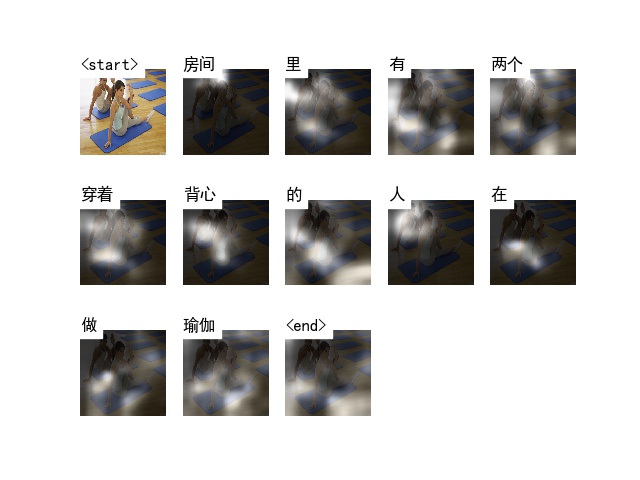 <start> 房间 里 有 两个
穿着 背心 的 人 在
做 瑜伽 <end>